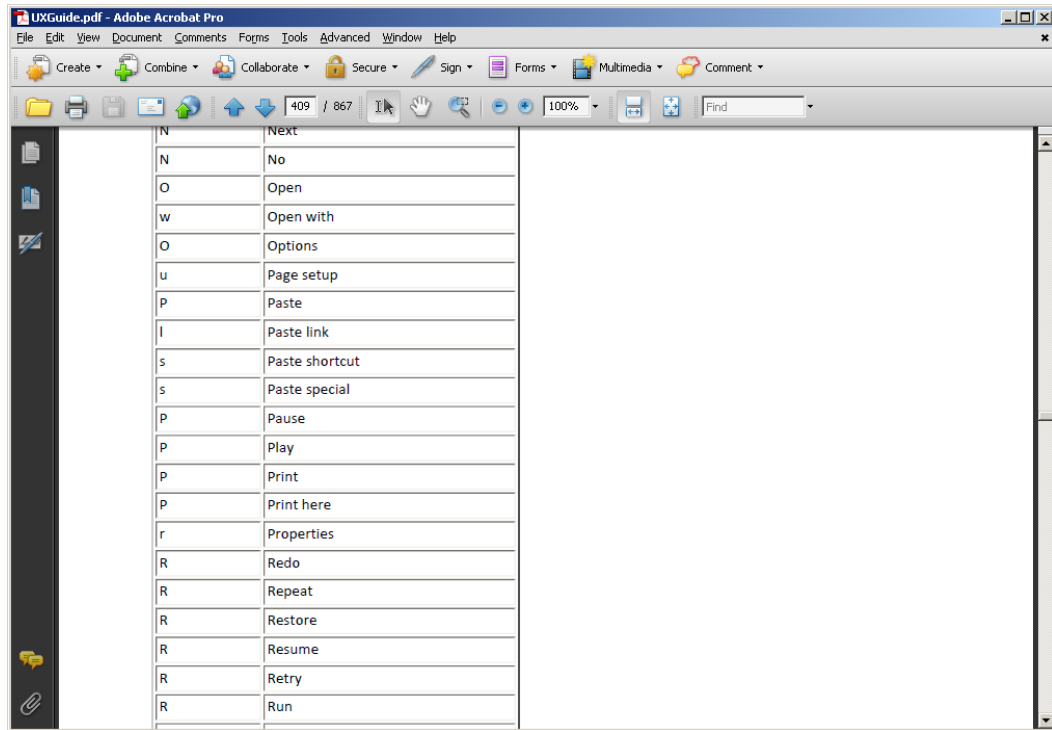 UXGuide.pdf - Adobe Acrobat Pro
File Edit View Document Comments Forms Tools Advanced Window Help
Create Combine Collaborate Secure Sign Forms Multimedia Comment
409 / 867 100% Find
N Next
N No
O Open
w Open with
O Options
u Page setup
P Paste
l Paste link
s Paste shortcut
s Paste special
P Pause
P Play
P Print
P Print here
r Properties
R Redo
R Repeat
R Restore
R Resume
R Retry
R Run